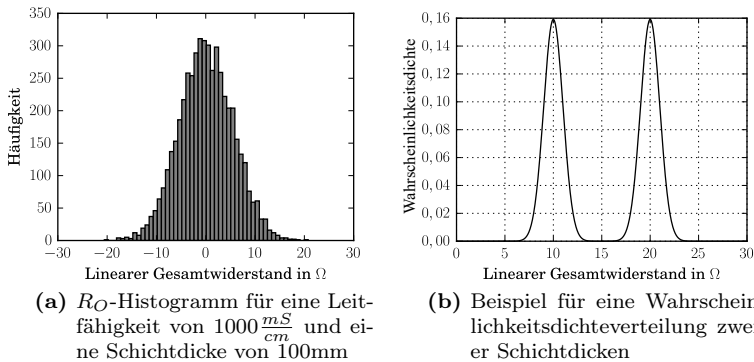 350
300
250
200
150
100
50
0
Häufigkeit
−30 −20 −10 0 10 20 30
Linearer Gesamtwiderstand in Ω
(a) R_O-Histogramm für eine Leit-
fähigkeit von 1000 mS/cm und ei-
ne Schichtdicke von 100mm
0,16
0,14
0,12
0,10
0,08
0,06
0,04
0,02
0,00
Wahrscheinlichkeitsdichte
0 5 10 15 20 25 30
Linearer Gesamtwiderstand in Ω
(b) Beispiel für eine Wahrschein
lichkeitsdichteverteilung zwe
er Schichtdicken